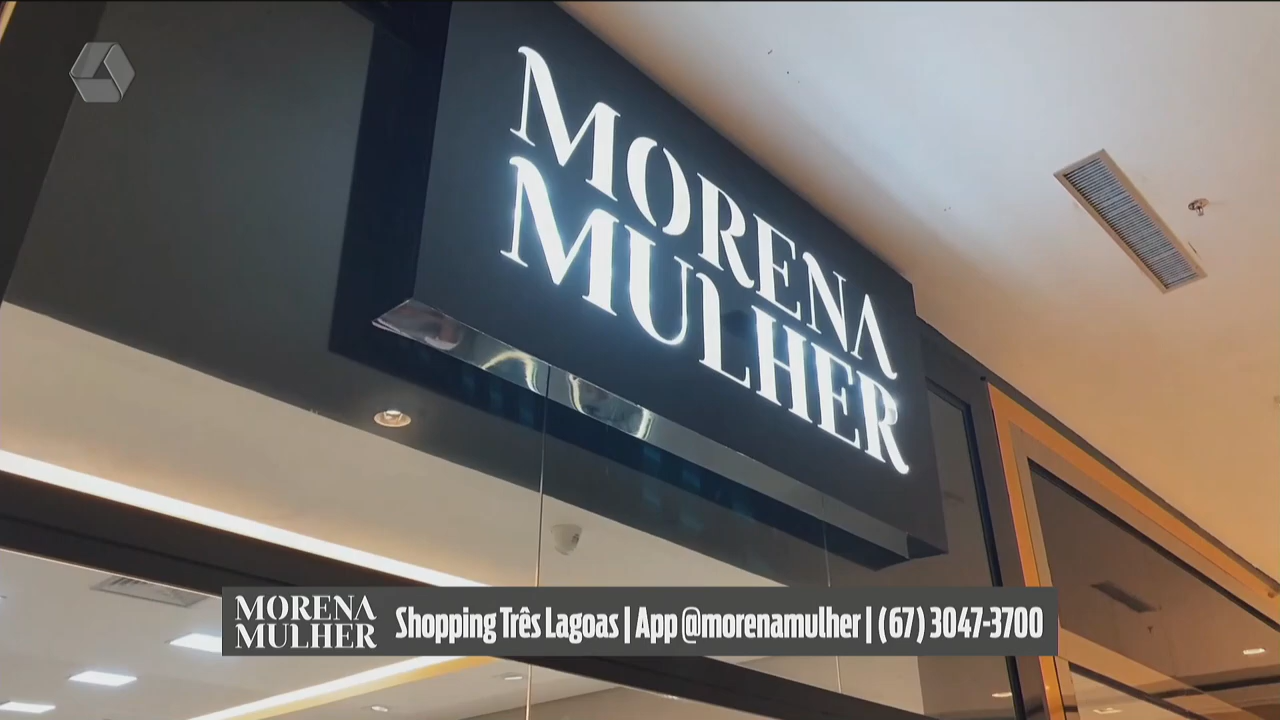 MORENA
MULHER
MORENA
MULHER
Shopping Três Lagoas | App @morenamulher | (67) 3047-3700